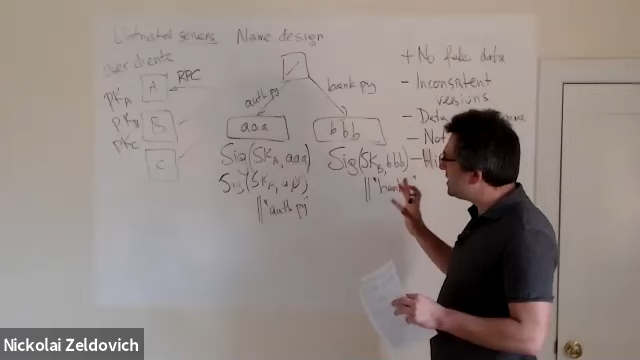 Untrusted servers Name design
user clients
RPC
PKA A
PKB B
PKC C
/
auth.py
bank.py
aaa
bbb
Sig(SKA, aaa)
Sig(SKA, a∅)
||"auth.py"
Sig(SKB, bbb)
||"bank
+ No fake data
- Inconsistent
versions
- Data
- Not
- Hi
Nickolai Zeldovich